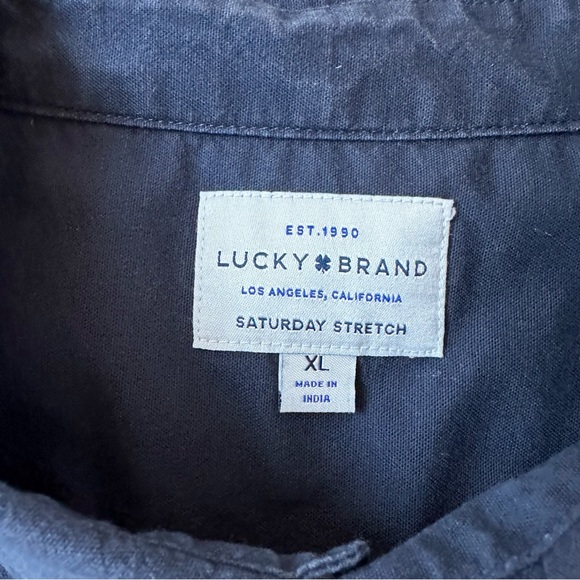 EST.1990
LUCKY BRAND
LOS ANGELES, CALIFORNIA
SATURDAY STRETCH
XL
MADE IN
INDIA